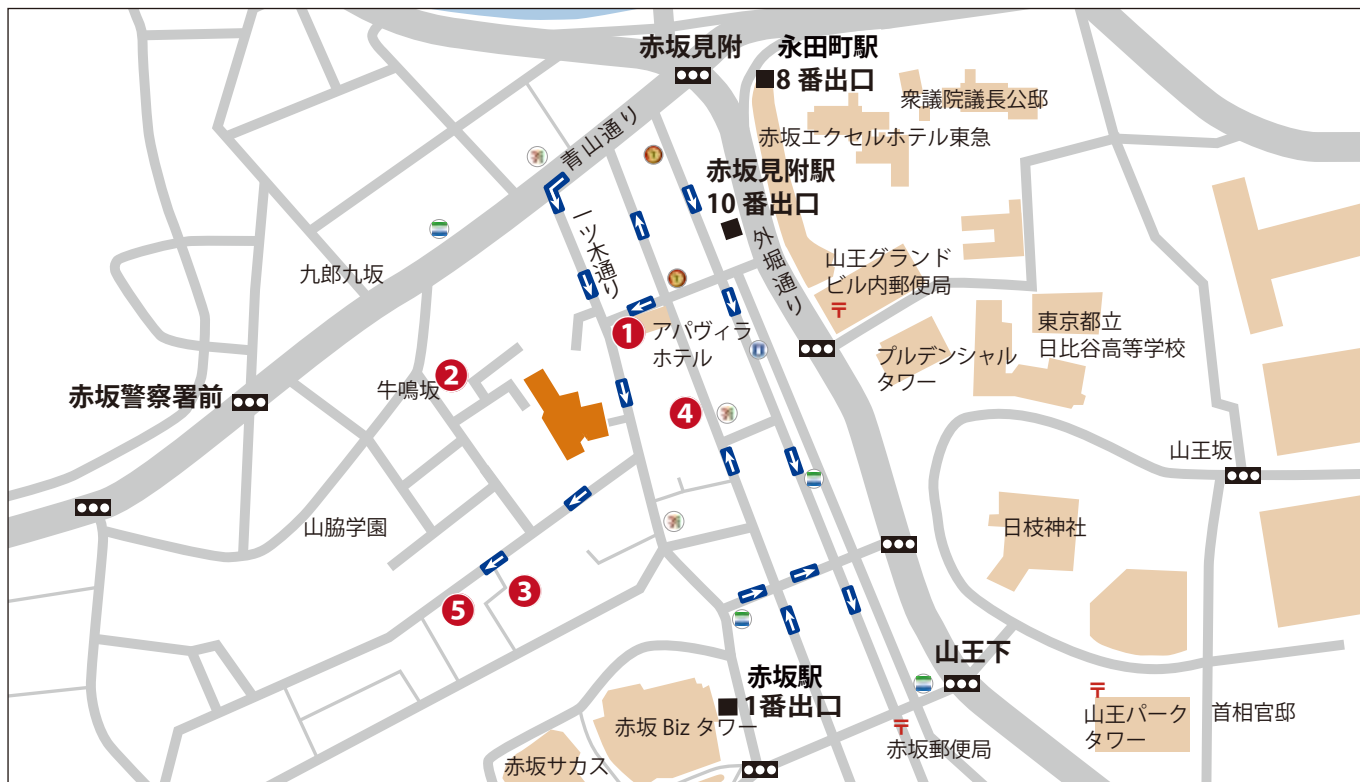 赤坂見附
永田町駅
8 番出口
衆議院議長公邸
赤坂エクセルホテル東急
青山通り
赤坂見附駅
10 番出口
一ツ木通り
外堀通り
九郎九坂
山王グランド
ビル内郵便局
〒
1
アパヴィラ
ホテル
東京都立
日比谷高等学校
プルデンシャル
タワー
2
牛鳴坂
赤坂警察署前
4
山王坂
山脇学園
日枝神社
3
5
山王下
赤坂駅
1番出口
赤坂 Biz タワー
〒
赤坂郵便局
〒
山王パーク
タワー
首相官邸
赤坂サカス